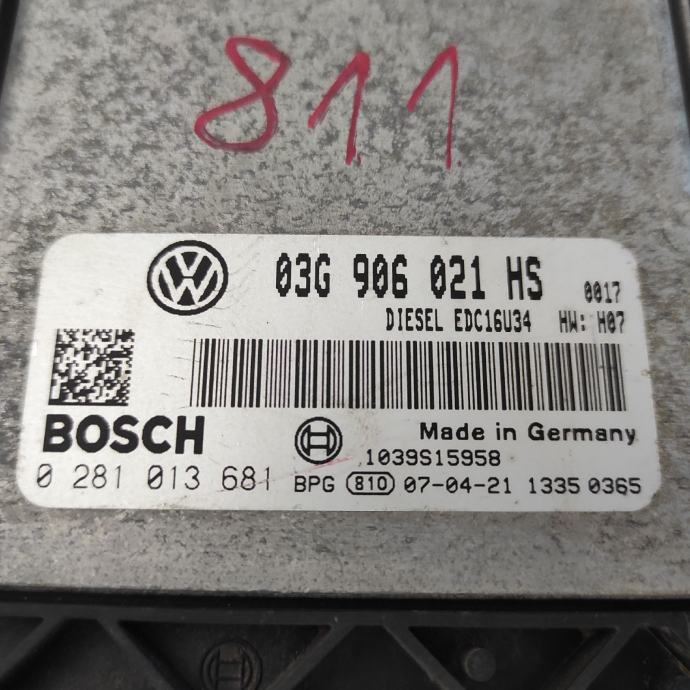 811
03G 906 021 HS 0017
DIESEL EDC16U34 HW: H07
BOSCH
Made in Germany
1039S15958
0 281 013 681 BPG 810 07-04-21 1335 0365